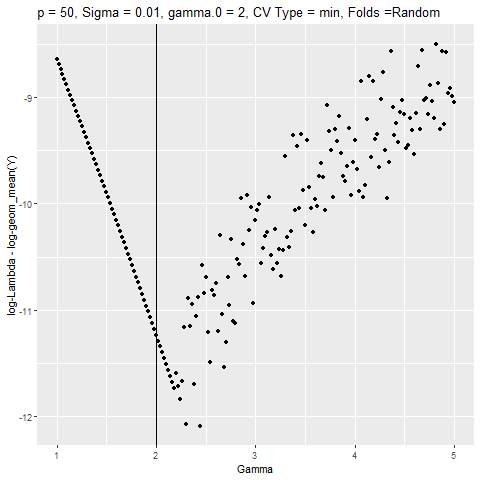 p = 50, Sigma = 0.01, gamma.0 = 2, CV Type = min, Folds =Random
-9
-10
-11
-12
log-Lambda - log-geom_mean(Y)
1 2 3 4 5
Gamma